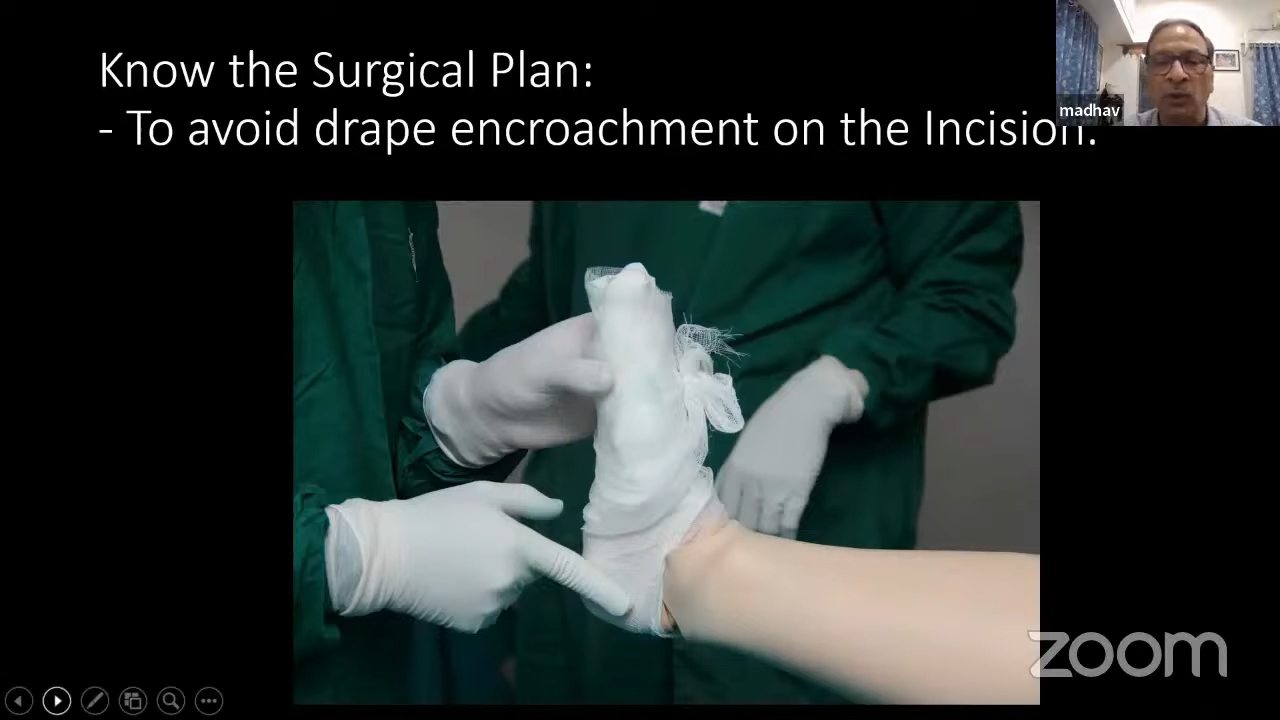 Know the Surgical Plan:
- To avoid drape encroachment on the Incision.
madhav
zoom